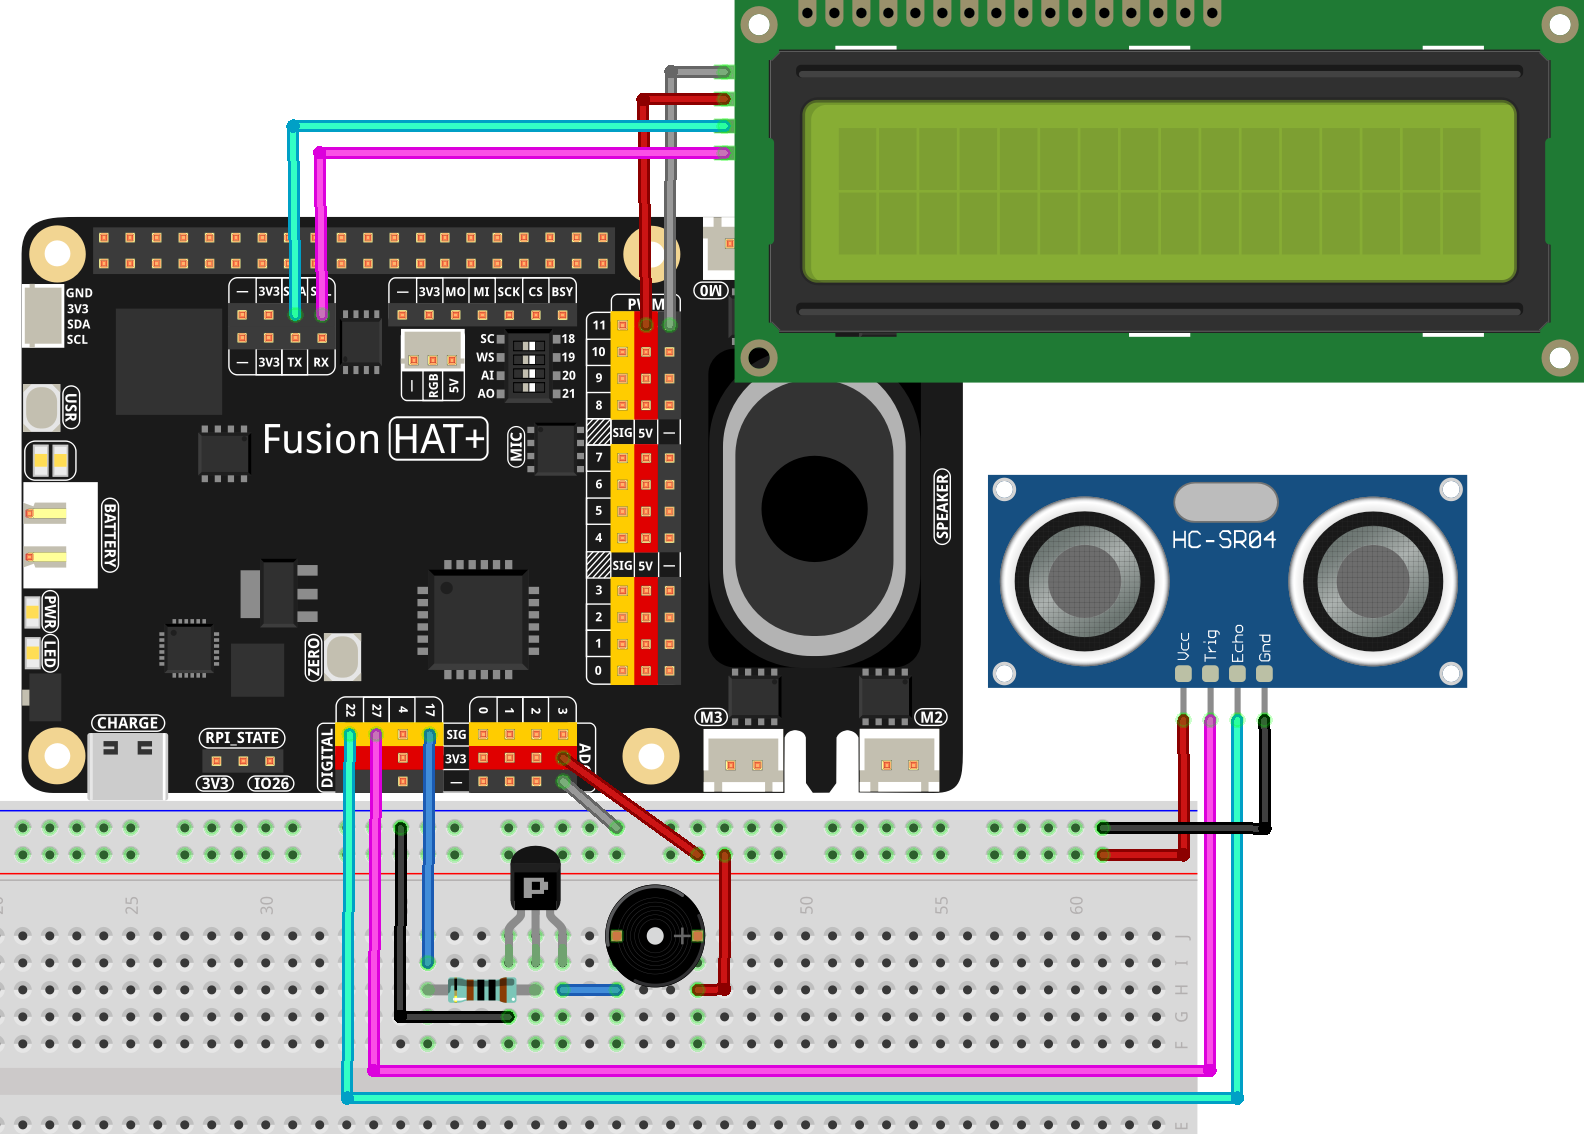 GND
3V3
SDA
SCL
— 3V3 SDA SCL
— 3V3 TX RX
— 3V3 MO MI SCK CS BSY
— RGB 5V
SC 18
WS 19
AI 20
AO 21
PWM
11
10
9
8
SIG 5V —
7
6
5
4
SIG 5V —
3
2
1
0
M0
USR
Fusion HAT+
MIC
BATTERY
SPEAKER
PWR
LED
ZERO
CHARGE
RPI_STATE
3V3 IO26
DIGITAL
22 27 4 17
SIG
3V3
—
0 1 2 3
M3
M2
HC-SR04
Vcc
Trig
Echo
Gnd
P
+
25 30 50 55 60
J
I
H
G
F
E